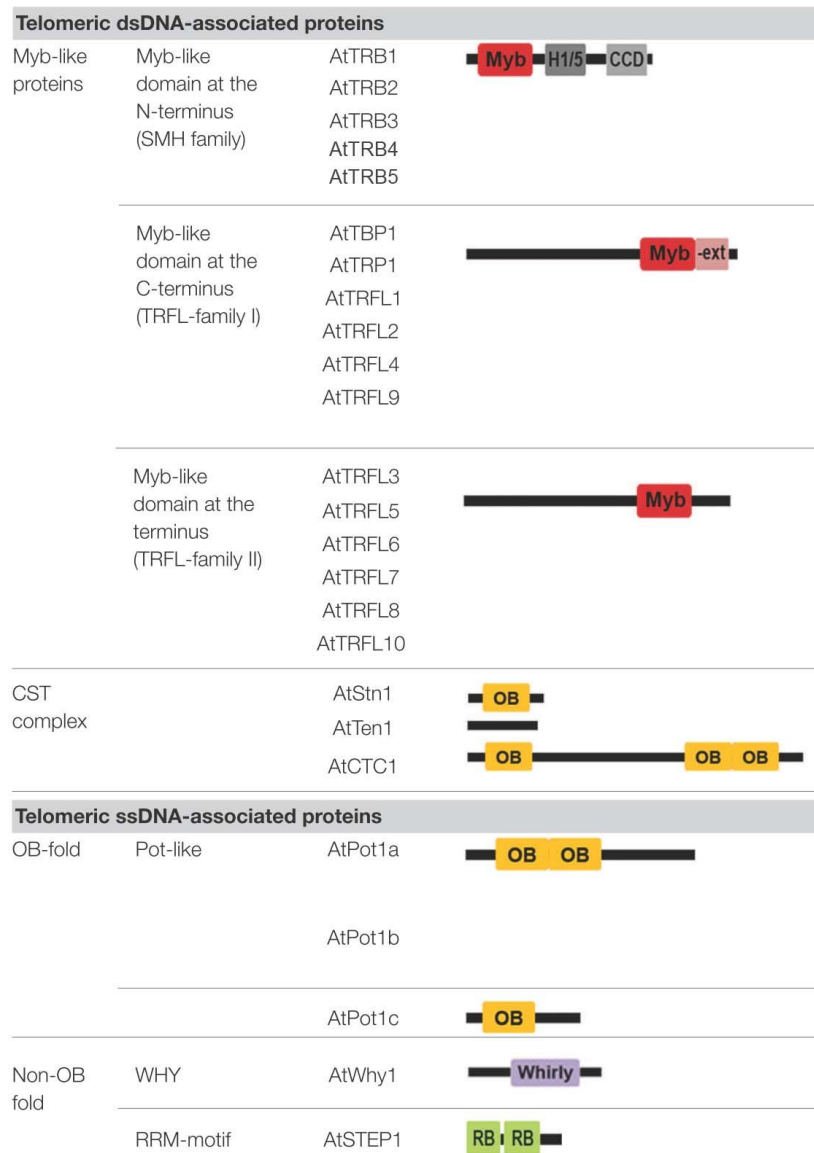 Telomeric dsDNA-associated proteins
Myb-like proteins
Myb-like domain at the N-terminus (SMH family)
AtTRB1
Myb H1/5 CCD
AtTRB2
AtTRB3
AtTRB4
AtTRB5
Myb-like domain at the C-terminus (TRFL-family I)
AtTBP1
Myb -ext
AtTRP1
AtTRFL1
AtTRFL2
AtTRFL4
AtTRFL9
Myb-like domain at the terminus (TRFL-family II)
AtTRFL3
Myb
AtTRFL5
AtTRFL6
AtTRFL7
AtTRFL8
AtTRFL10
CST complex
AtStn1
OB
AtTen1
AtCTC1
OB OB OB
Telomeric ssDNA-associated proteins
OB-fold Pot-like AtPot1a OB OB
AtPot1b
AtPot1c OB
Non-OB fold
WHY AtWhy1 Whirly
RRM-motif AtSTEP1 RB RB